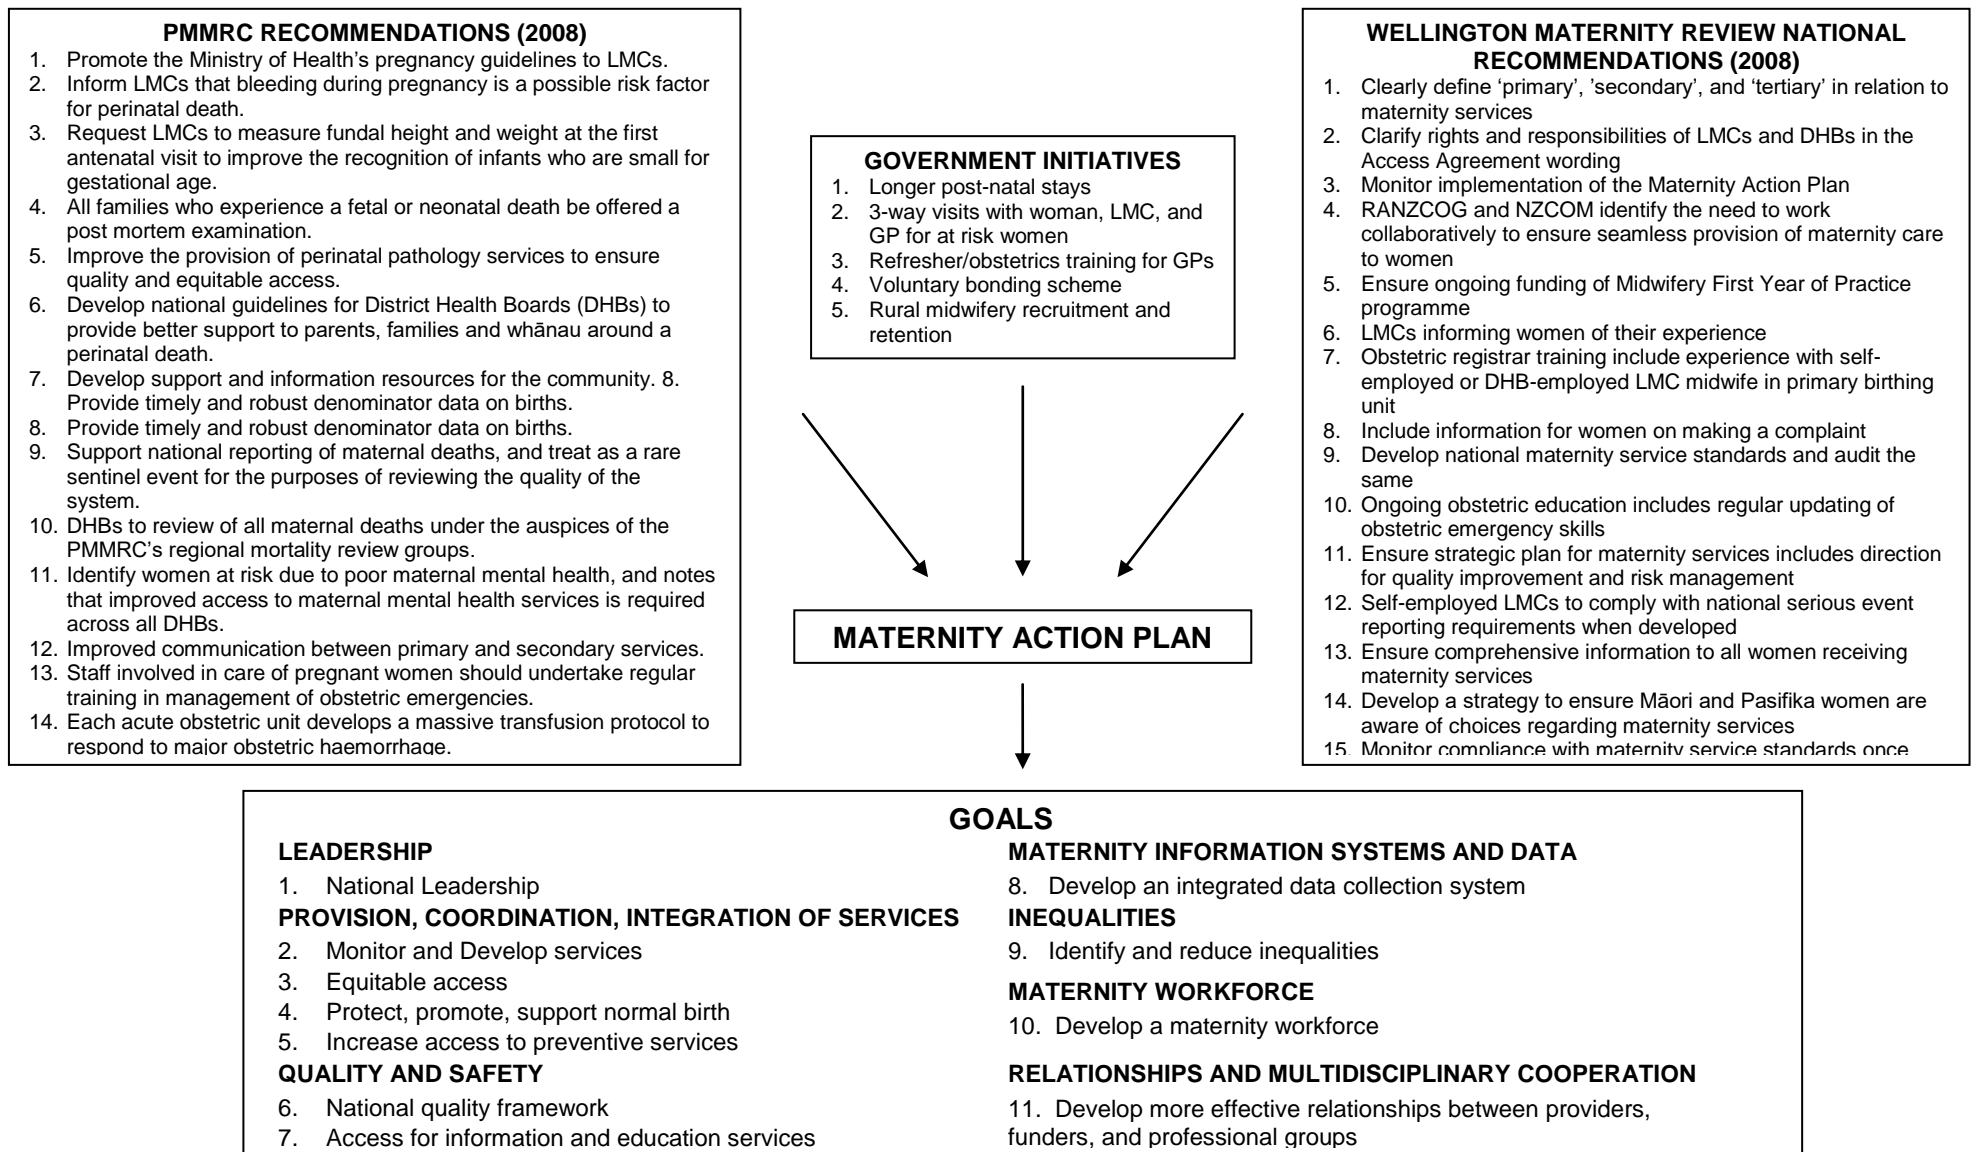 PMMRC RECOMMENDATIONS (2008)
1. Promote the Ministry of Health's pregnancy guidelines to LMCs.
2. Inform LMCs that bleeding during pregnancy is a possible risk factor
for perinatal death.
3. Request LMCs to measure fundal height and weight at the first
antenatal visit to improve the recognition of infants who are small for
gestational age.
4. All families who experience a fetal or neonatal death be offered a
post mortem examination.
5. Improve the provision of perinatal pathology services to ensure
quality and equitable access.
6. Develop national guidelines for District Health Boards (DHBs) to
provide better support to parents, families and whānau around a
perinatal death.
7. Develop support and information resources for the community. 8.
Provide timely and robust denominator data on births.
8. Provide timely and robust denominator data on births.
9. Support national reporting of maternal deaths, and treat as a rare
sentinel event for the purposes of reviewing the quality of the
system.
10. DHBs to review of all maternal deaths under the auspices of the
PMMRC's regional mortality review groups.
11. Identify women at risk due to poor maternal mental health, and notes
that improved access to maternal mental health services is required
across all DHBs.
12. Improved communication between primary and secondary services.
13. Staff involved in care of pregnant women should undertake regular
training in management of obstetric emergencies.
14. Each acute obstetric unit develops a massive transfusion protocol to
respond to major obstetric haemorrhage.
GOVERNMENT INITIATIVES
1. Longer post-natal stays
2. 3-way visits with woman, LMC, and
GP for at risk women
3. Refresher/obstetrics training for GPs
4. Voluntary bonding scheme
5. Rural midwifery recruitment and
retention
WELLINGTON MATERNITY REVIEW NATIONAL
RECOMMENDATIONS (2008)
1. Clearly define 'primary', 'secondary', and 'tertiary' in relation to
maternity services
2. Clarify rights and responsibilities of LMCs and DHBs in the
Access Agreement wording
3. Monitor implementation of the Maternity Action Plan
4. RANZCOG and NZCOM identify the need to work
collaboratively to ensure seamless provision of maternity care
to women
5. Ensure ongoing funding of Midwifery First Year of Practice
programme
6. LMCs informing women of their experience
7. Obstetric registrar training include experience with self-
employed or DHB-employed LMC midwife in primary birthing
unit
8. Include information for women on making a complaint
9. Develop national maternity service standards and audit the
same
10. Ongoing obstetric education includes regular updating of
obstetric emergency skills
11. Ensure strategic plan for maternity services includes direction
for quality improvement and risk management
12. Self-employed LMCs to comply with national serious event
reporting requirements when developed
13. Ensure comprehensive information to all women receiving
maternity services
14. Develop a strategy to ensure Māori and Pasifika women are
aware of choices regarding maternity services
15. Monitor compliance with maternity service standards once
MATERNITY ACTION PLAN
GOALS
LEADERSHIP
1. National Leadership
PROVISION, COORDINATION, INTEGRATION OF SERVICES
2. Monitor and Develop services
3. Equitable access
4. Protect, promote, support normal birth
5. Increase access to preventive services
QUALITY AND SAFETY
6. National quality framework
7. Access for information and education services
MATERNITY INFORMATION SYSTEMS AND DATA
8. Develop an integrated data collection system
INEQUALITIES
9. Identify and reduce inequalities
MATERNITY WORKFORCE
10. Develop a maternity workforce
RELATIONSHIPS AND MULTIDISCIPLINARY COOPERATION
11. Develop more effective relationships between providers,
funders, and professional groups